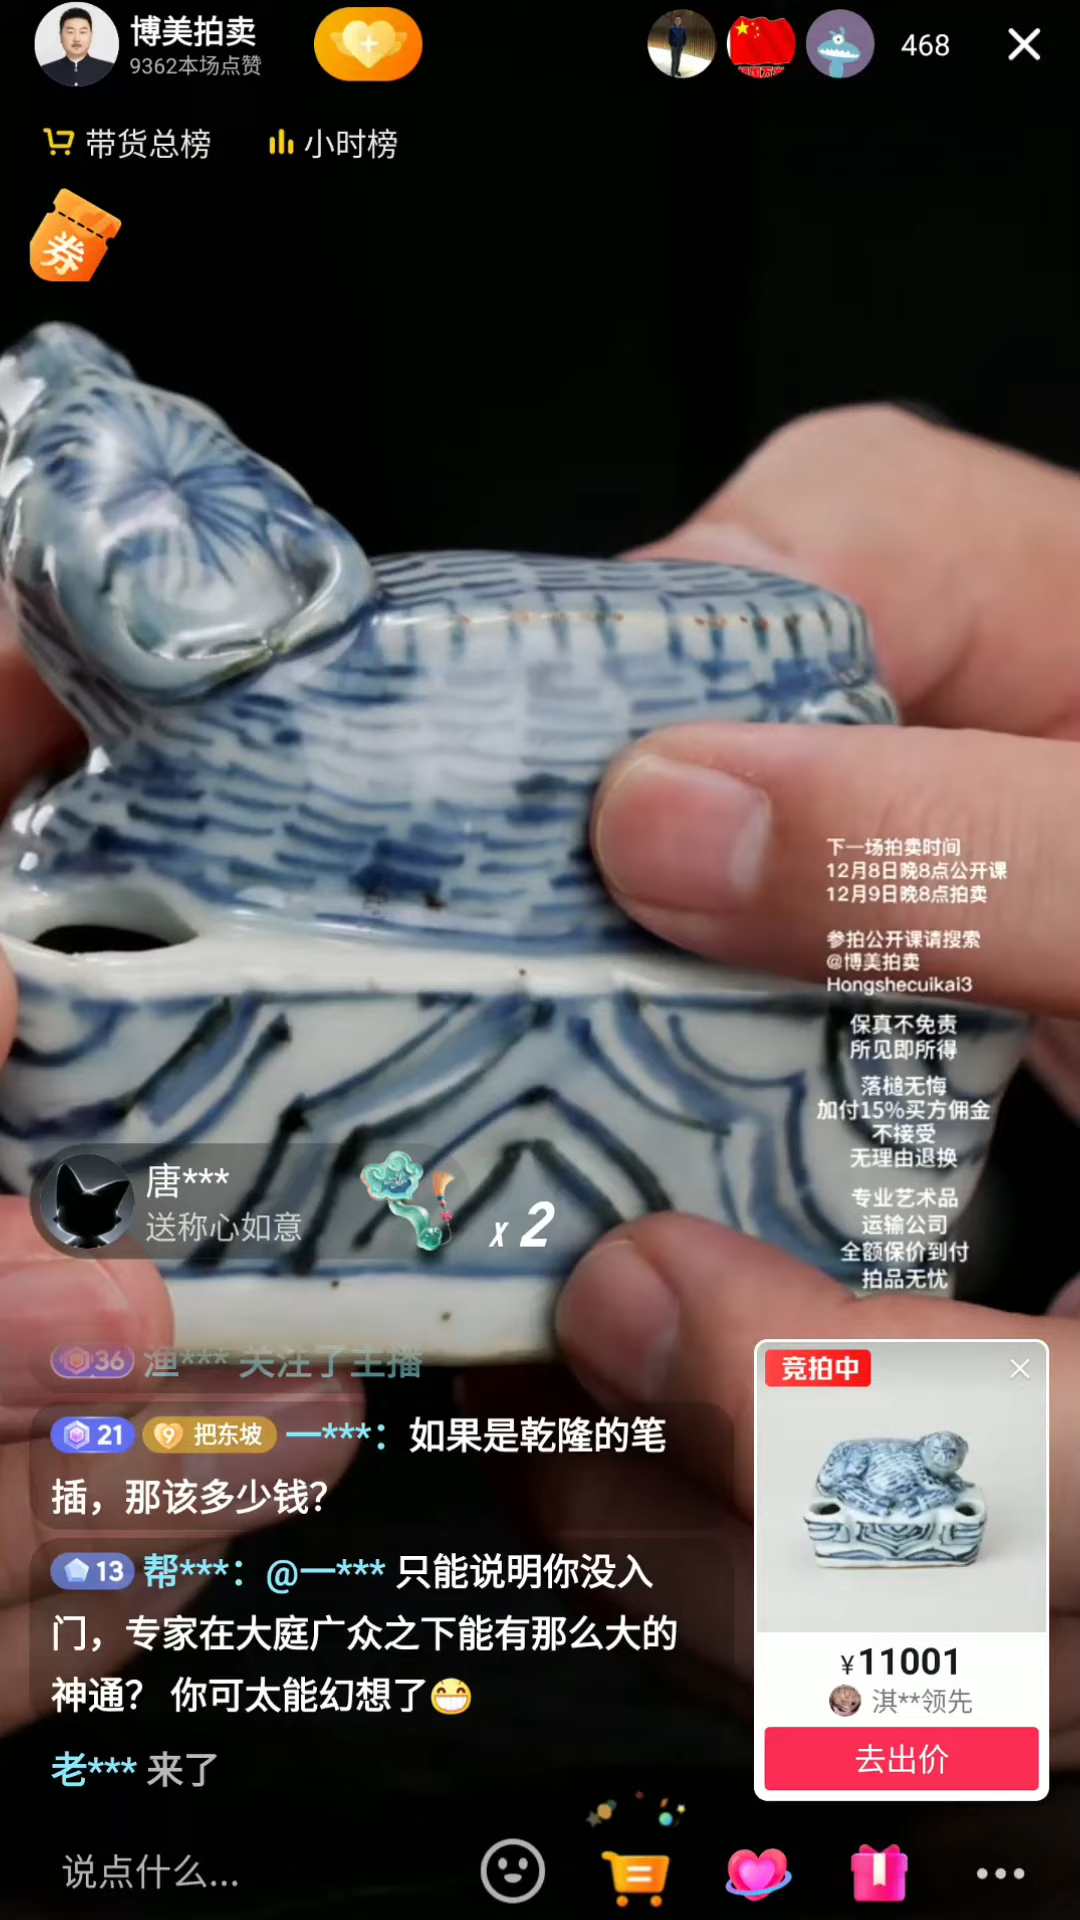 博美拍卖
9362本场点赞
468
带货总榜
小时榜
券
下一场拍卖时间
12月8日晚8点公开课
12月9日晚8点拍卖
参拍公开课请搜索
@博美拍卖
Hongshecuikai3
保真不免责
所见即所得
落槌无悔
加付15%买方佣金
不接受
无理由退换
专业艺术品
运输公司
全额保价到付
拍品无忧
唐***
送称心如意
x 2
36 渔*** 关注了主播
21 9 把东坡 一***：如果是乾隆的笔
插，那该多少钱？
13 帮***：@一*** 只能说明你没入
门，专家在大庭广众之下能有那么大的
神通？ 你可太能幻想了😁
老*** 来了
竞拍中
¥11001
淇**领先
去出价
说点什么...